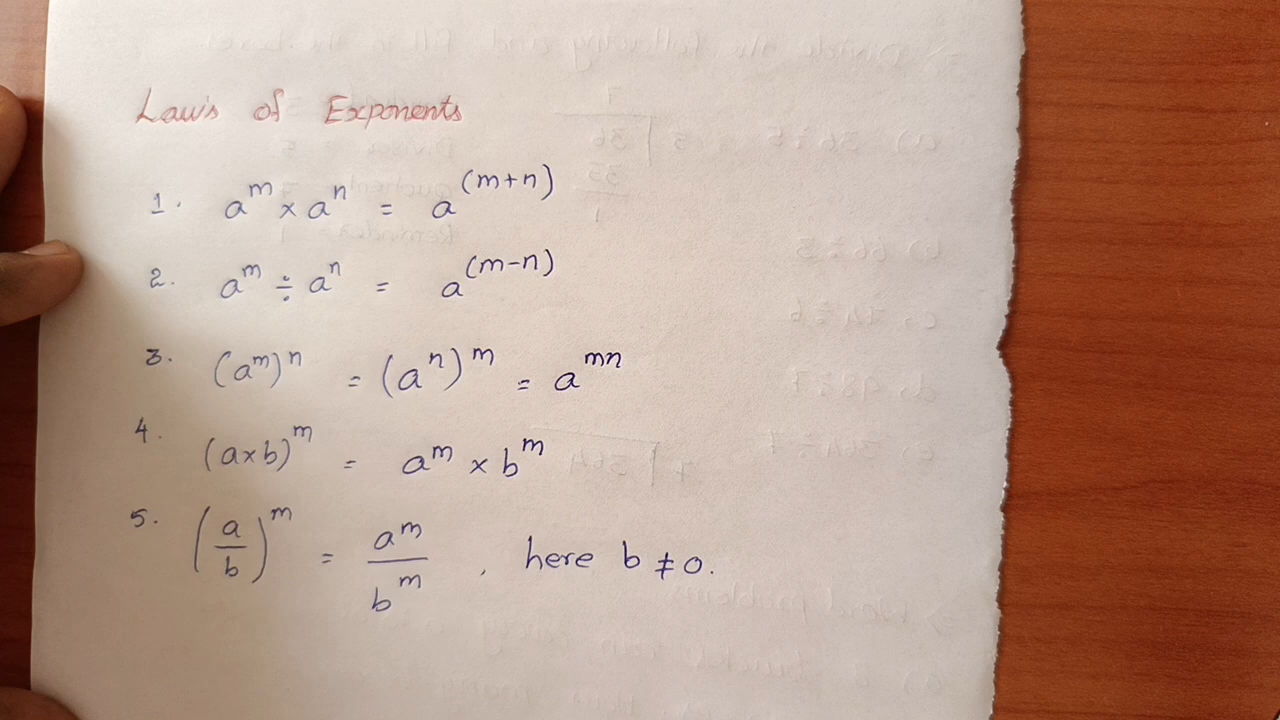 Laws of Exponents
1. a^m × a^n = a^(m+n)
2. a^m ÷ a^n = a^(m-n)
3. (a^m)^n = (a^n)^m = a^mn
4. (a×b)^m = a^m × b^m
5. (a/b)^m = a^m/b^m , here b ≠ 0.